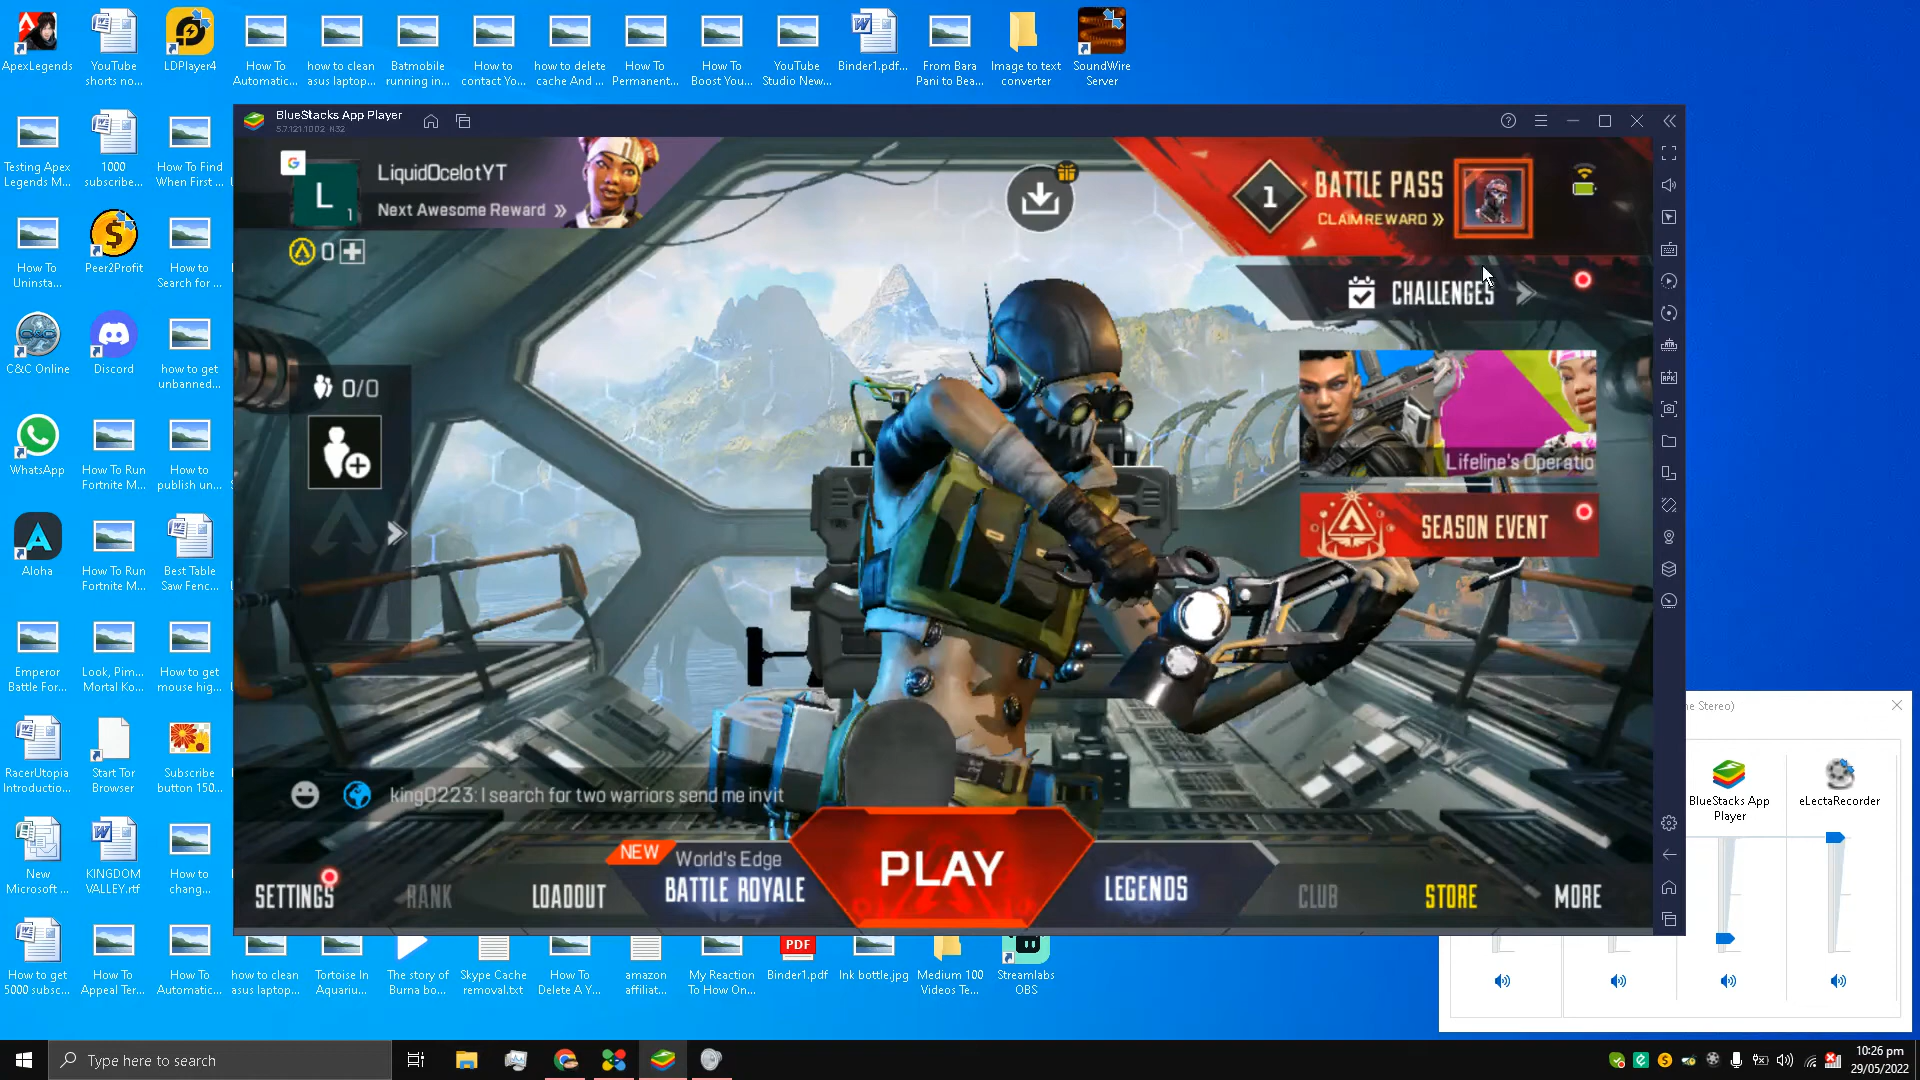 ApexLegends
YouTube
shorts no...
LDPlayer4
How To
Automatic...
how to clean
asus laptop...
Batmobile
running in...
How to
contact Yo...
how to delete
cache And ...
How To
Permanent...
How To
Boost You...
YouTube
Studio New...
Binder1.pdf...
From Bara
Pani to Bea...
Image to text
converter
SoundWire
Server
Testing Apex
Legends M...
1000
subscribe...
How To Find
When First ...
How To
Uninsta...
Peer2Profit
How to
Search for ...
C&C Online
Discord
how to get
unbanned...
WhatsApp
How To Run
Fortnite M...
How to
publish un...
Aloha
How To Run
Fortnite M...
Best Table
Saw Fenc...
Emperor
Battle For...
Look, Pim...
Mortal Ko...
How to get
mouse hig...
RacerUtopia
Introductio...
Start Tor
Browser
Subscribe
button 150...
New
Microsoft ...
KINGDOM
VALLEY.rtf
How to
chang...
How to get
5000 subsc...
How To
Appeal Ter...
How To
Automatic...
how to clean
asus laptop...
Tortoise In
Aquariu...
The story of
Burna bo...
Skype Cache
removal.txt
How To
Delete A Y...
amazon
affiliat...
My Reaction
To How On...
PDF
Binder1.pdf
Ink bottle.jpg
Medium 100
Videos Te...
Streamlabs
OBS
BlueStacks App Player
5.7.121.1002 N32
G
L
1
LiquidOcelotYT
Next Awesome Reward »
0
1
BATTLE PASS
CLAIM REWARD »
CHALLENGES
0/0
Lifeline's Operatio
SEASON EVENT
king0223: I search for two warriors send me invit
SETTINGS
RANK
LOADOUT
NEW
World's Edge
BATTLE ROYALE
PLAY
LEGENDS
CLUB
STORE
MORE
ne Stereo)
BlueStacks App
Player
eLectaRecorder
Type here to search
10:26 pm
29/05/2022